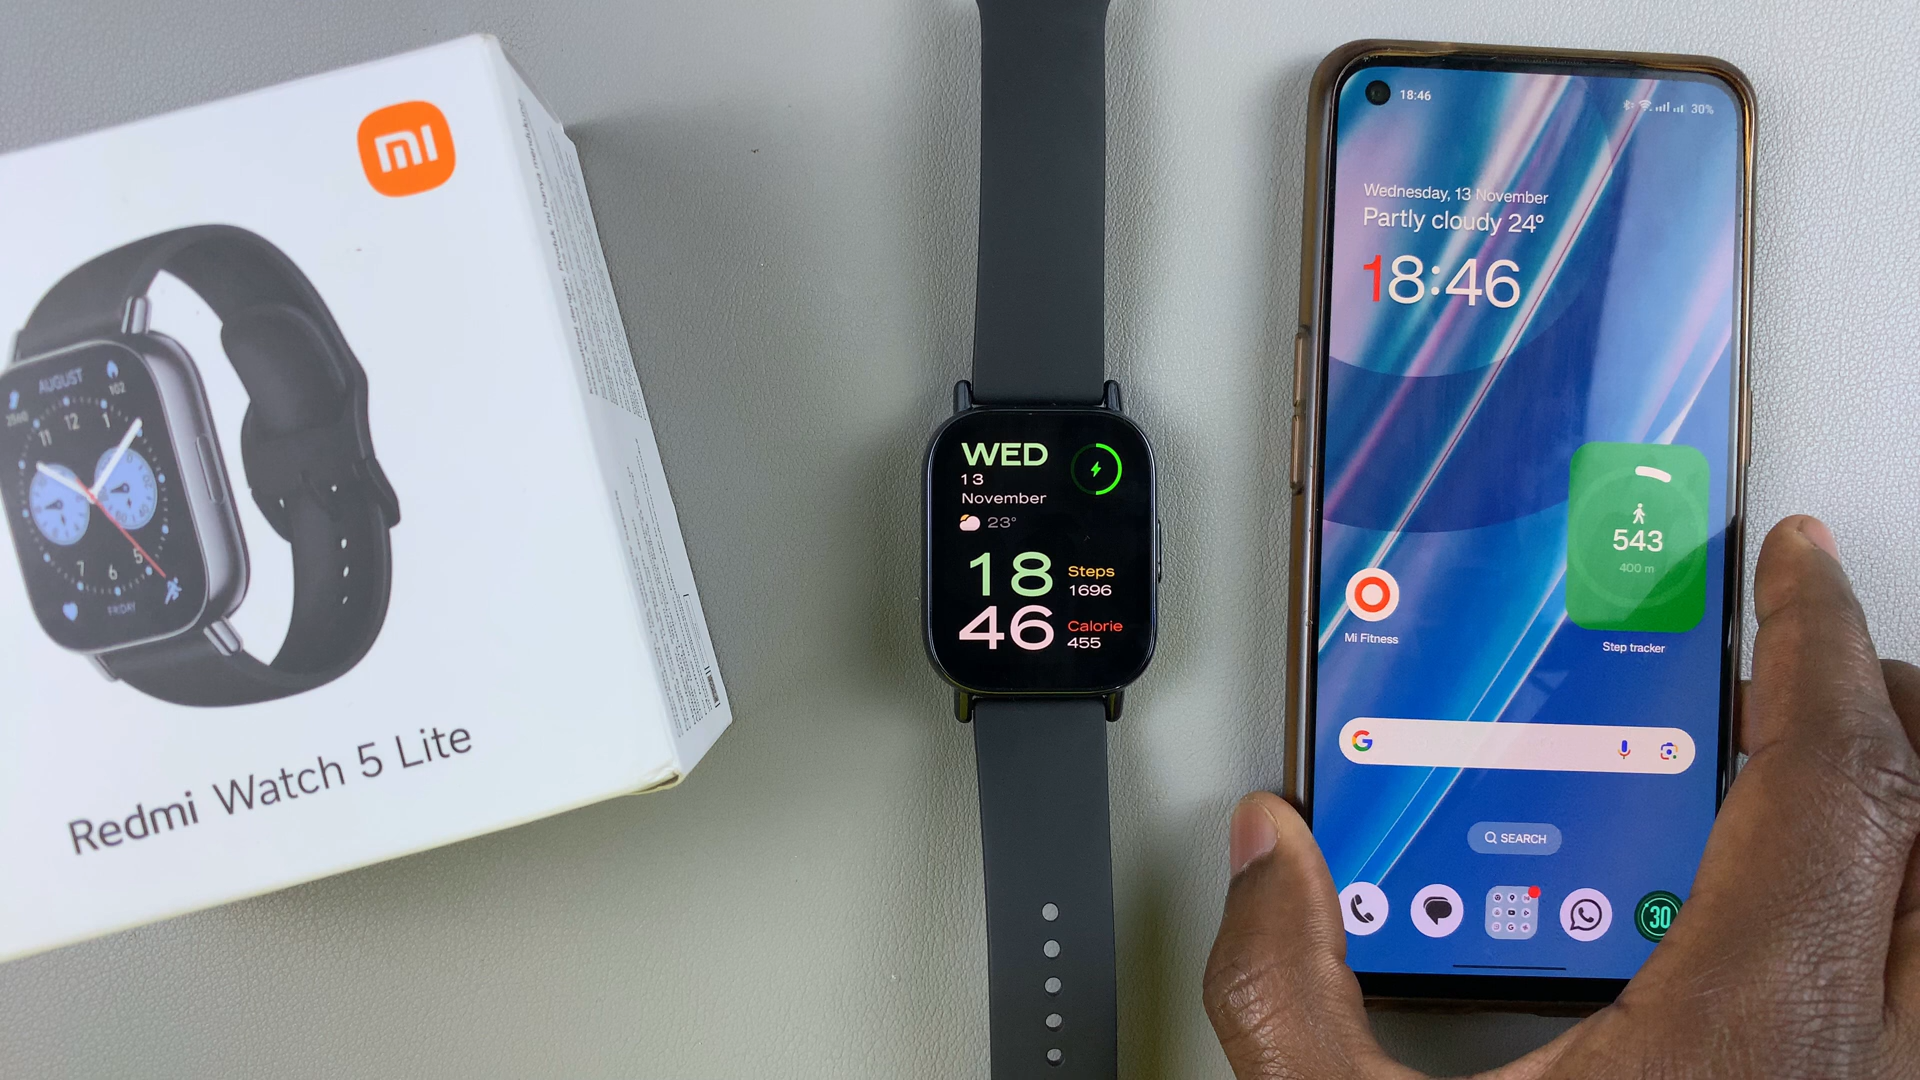 mi
AUGUST
102
2560
11 12 1
7 6 5
FRIDAY
Redmi Watch 5 Lite
WED
13
November
23°
18
46
Steps
1696
Calorie
455
18:46
30%
Wednesday, 13 November
Partly cloudy 24°
18:46
543
400 m
Mi Fitness
Step tracker
G
SEARCH
30